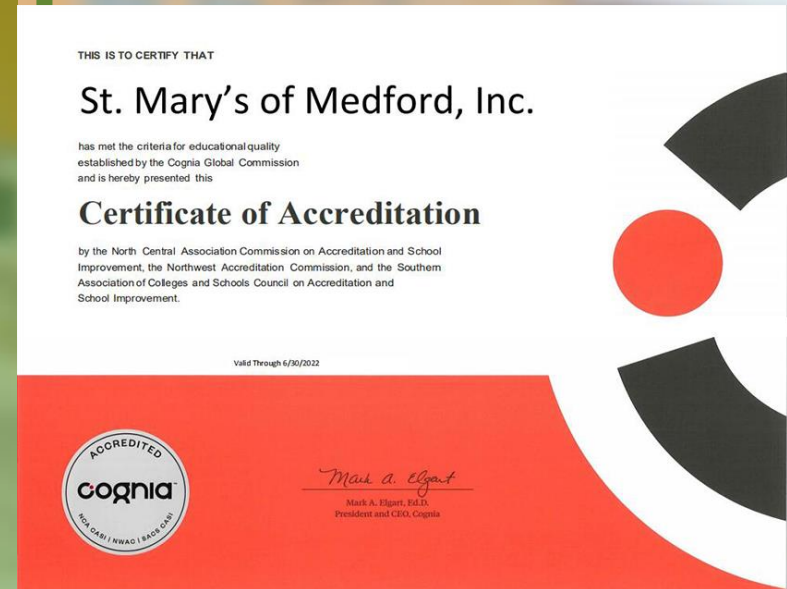 THIS IS TO CERTIFY THAT
St. Mary's of Medford, Inc.
has met the criteria for educational quality
established by the Cognia Global Commission
and is hereby presented this
Certificate of Accreditation
by the North Central Association Commission on Accreditation and School
Improvement, the Northwest Accreditation Commission, and the Southern
Association of Colleges and Schools Council on Accreditation and
School Improvement.
Valid Through 6/30/2022
ACCREDITED
cognia
NCA CASI | NWAC | SACS CASI
Mark A. Elgart
Mark A. Elgart, Ed.D.
President and CEO, Cognia